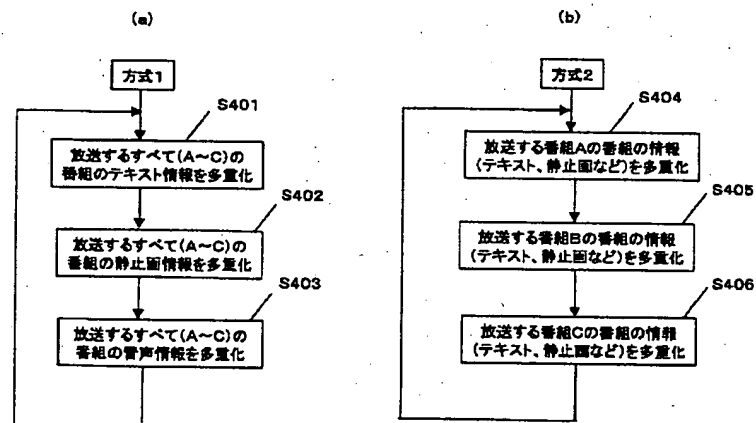 (a)
方式1
S401
放送するすべて(A～C)の
番組のテキスト情報を多重化
S402
放送するすべて(A～C)の
番組の静止画情報を多重化
S403
放送するすべて(A～C)の
番組の音声情報を多重化
(b)
方式2
S404
放送する番組Aの番組の情報
(テキスト、静止画など)を多重化
S405
放送する番組Bの番組の情報
(テキスト、静止画など)を多重化
S406
放送する番組Cの番組の情報
(テキスト、静止画など)を多重化